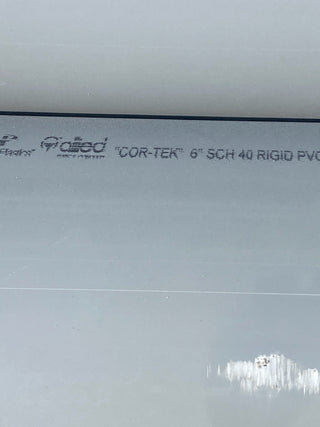 allied "COR-TEK" 6" SCH 40 RIGID PVC